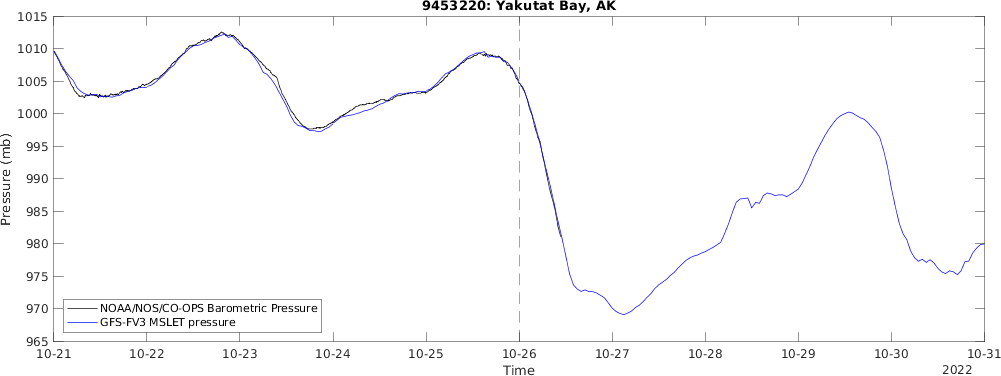 9453220: Yakutat Bay, AK
1015
1010
1005
1000
995
990
985
980
975
970
965
Pressure (mb)
NOAA/NOS/CO-OPS Barometric Pressure
GFS-FV3 MSLET pressure
10-21 10-22 10-23 10-24 10-25 10-26 10-27 10-28 10-29 10-30 10-31
Time
2022